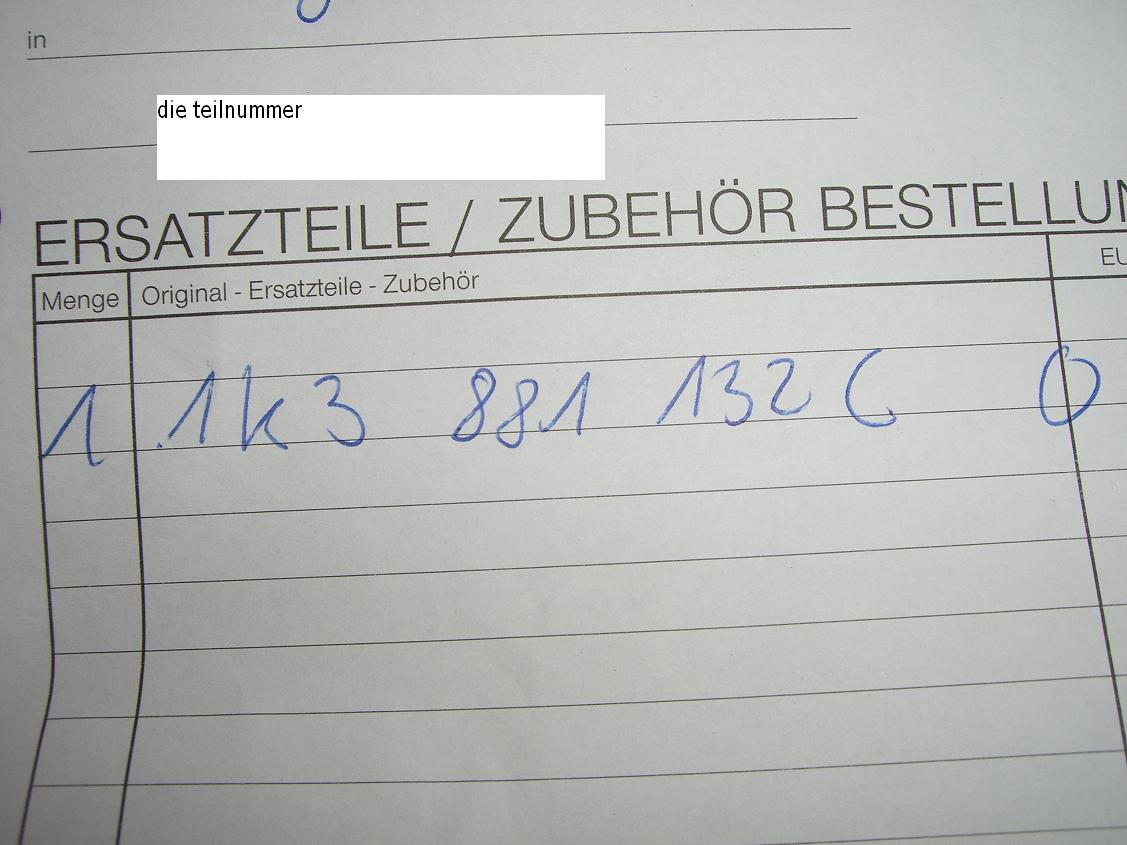 in
die teilnummer
ERSATZTEILE / ZUBEHÖR BESTELLUN
Menge Original - Ersatzteile - Zubehör EU
1 1k3 881 132 C 0